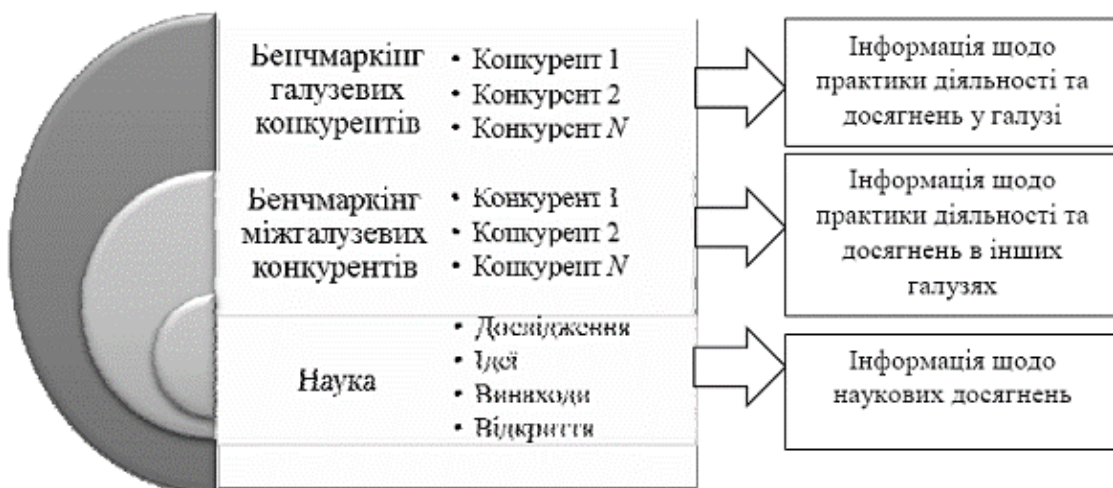 Бенчмаркінг
галузевих
конкурентів
• Конкурент 1
• Конкурент 2
• Конкурент N
Інформація щодо
практики діяльності та
досягнень у галузі
Бенчмаркінг
міжгалузевих
конкурентів
• Конкурент 1
• Конкурент 2
• Конкурент N
Інформація щодо
практики діяльності та
досягнень в інших
галузях
Наука
• Дослідження
• Ідеї
• Винаходи
• Відкриття
Інформація щодо
наукових досягнень